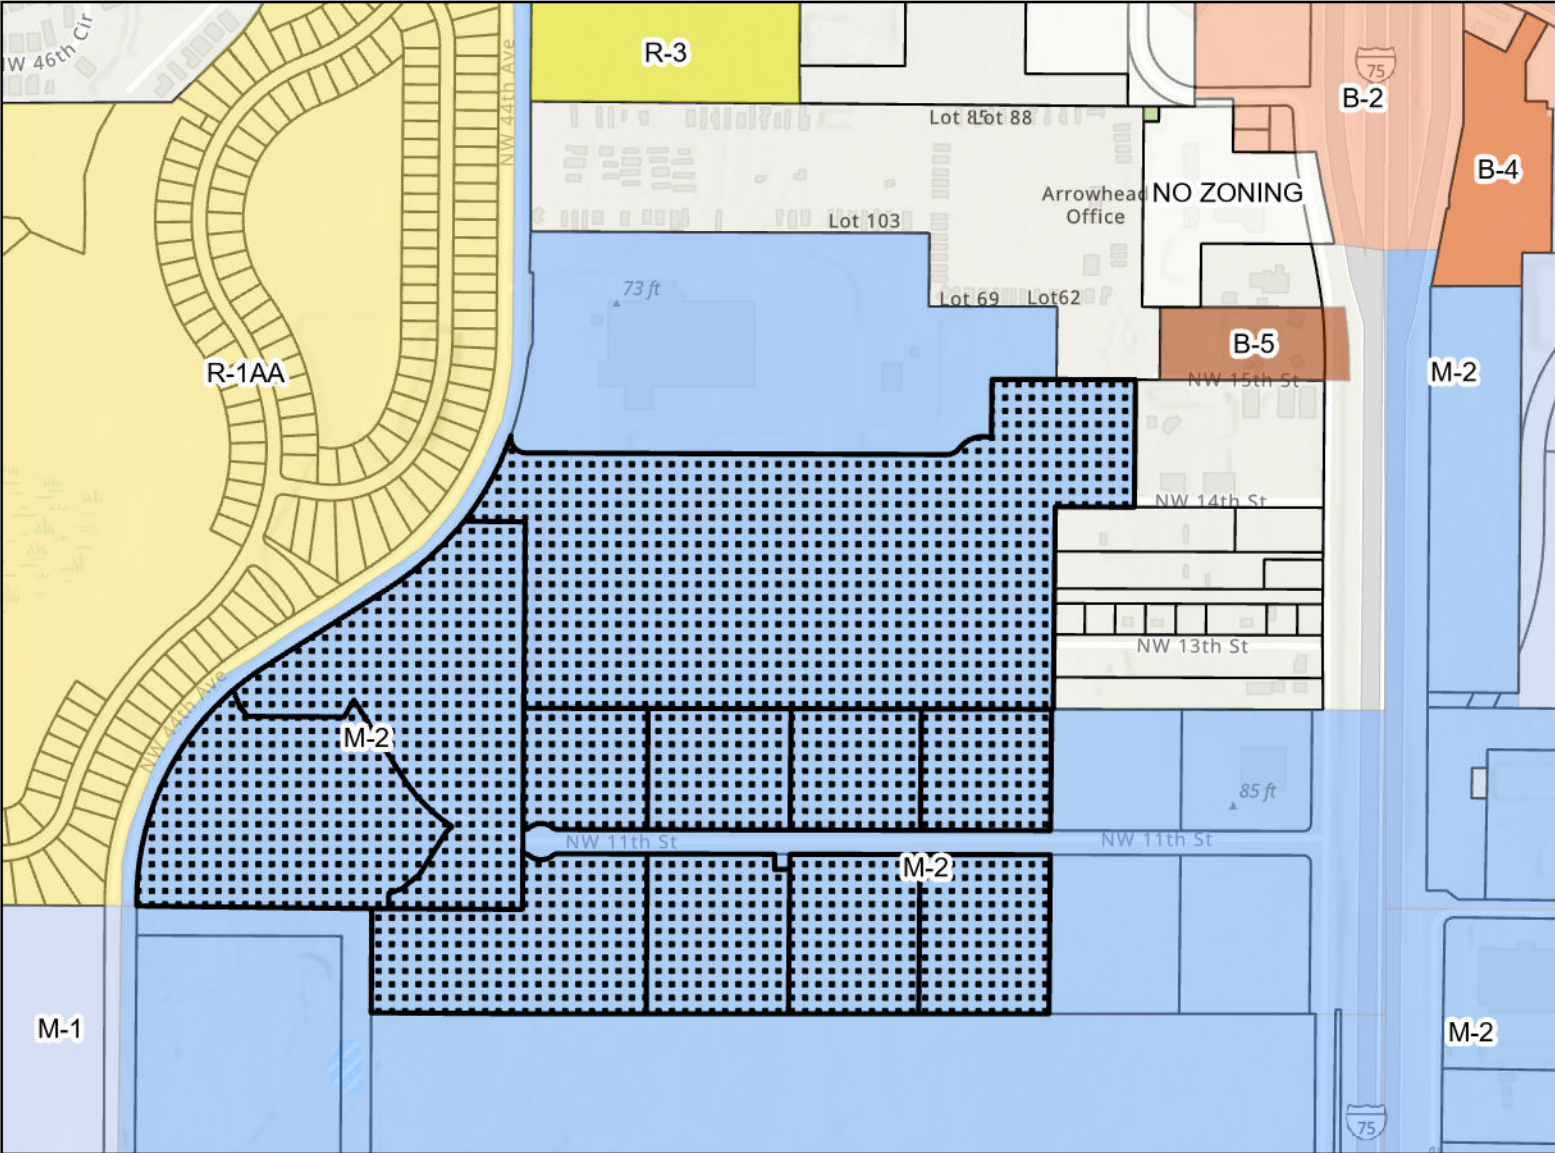 NW 46th Cir
NW 44th Ave
R-3
75
B-2
Lot 85
Lot 88
B-4
Arrowhead
Office
NO ZONING
Lot 103
73 ft
Lot 69
Lot62
B-5
R-1AA
M-2
NW 15th St
NW 14th St
NW 13th St
NW 44th Ave
M-2
85 ft
NW 11th St
NW 11th St
M-2
M-1
M-2
75